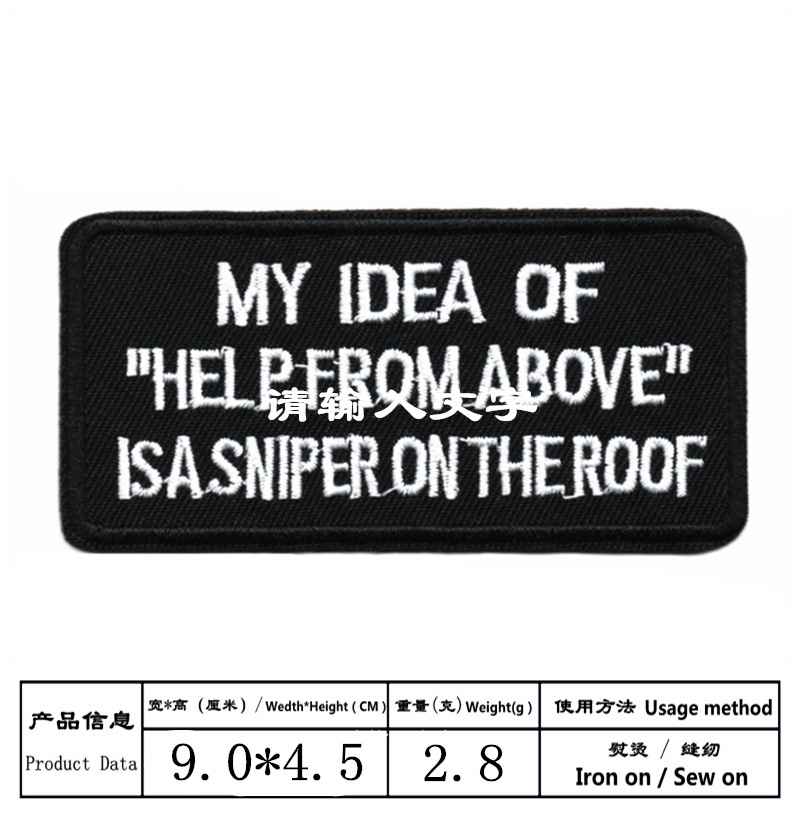 MY IDEA OF
"HELP FROM ABOVE"
请输入文字
IS A SNIPER ON THE ROOF
产品信息
Product Data
宽*高 (厘米) / Wedth*Height ( CM )
9.0*4.5
重量(克) Weight(g)
2.8
使用方法 Usage method
熨烫 / 缝纫
Iron on / Sew on